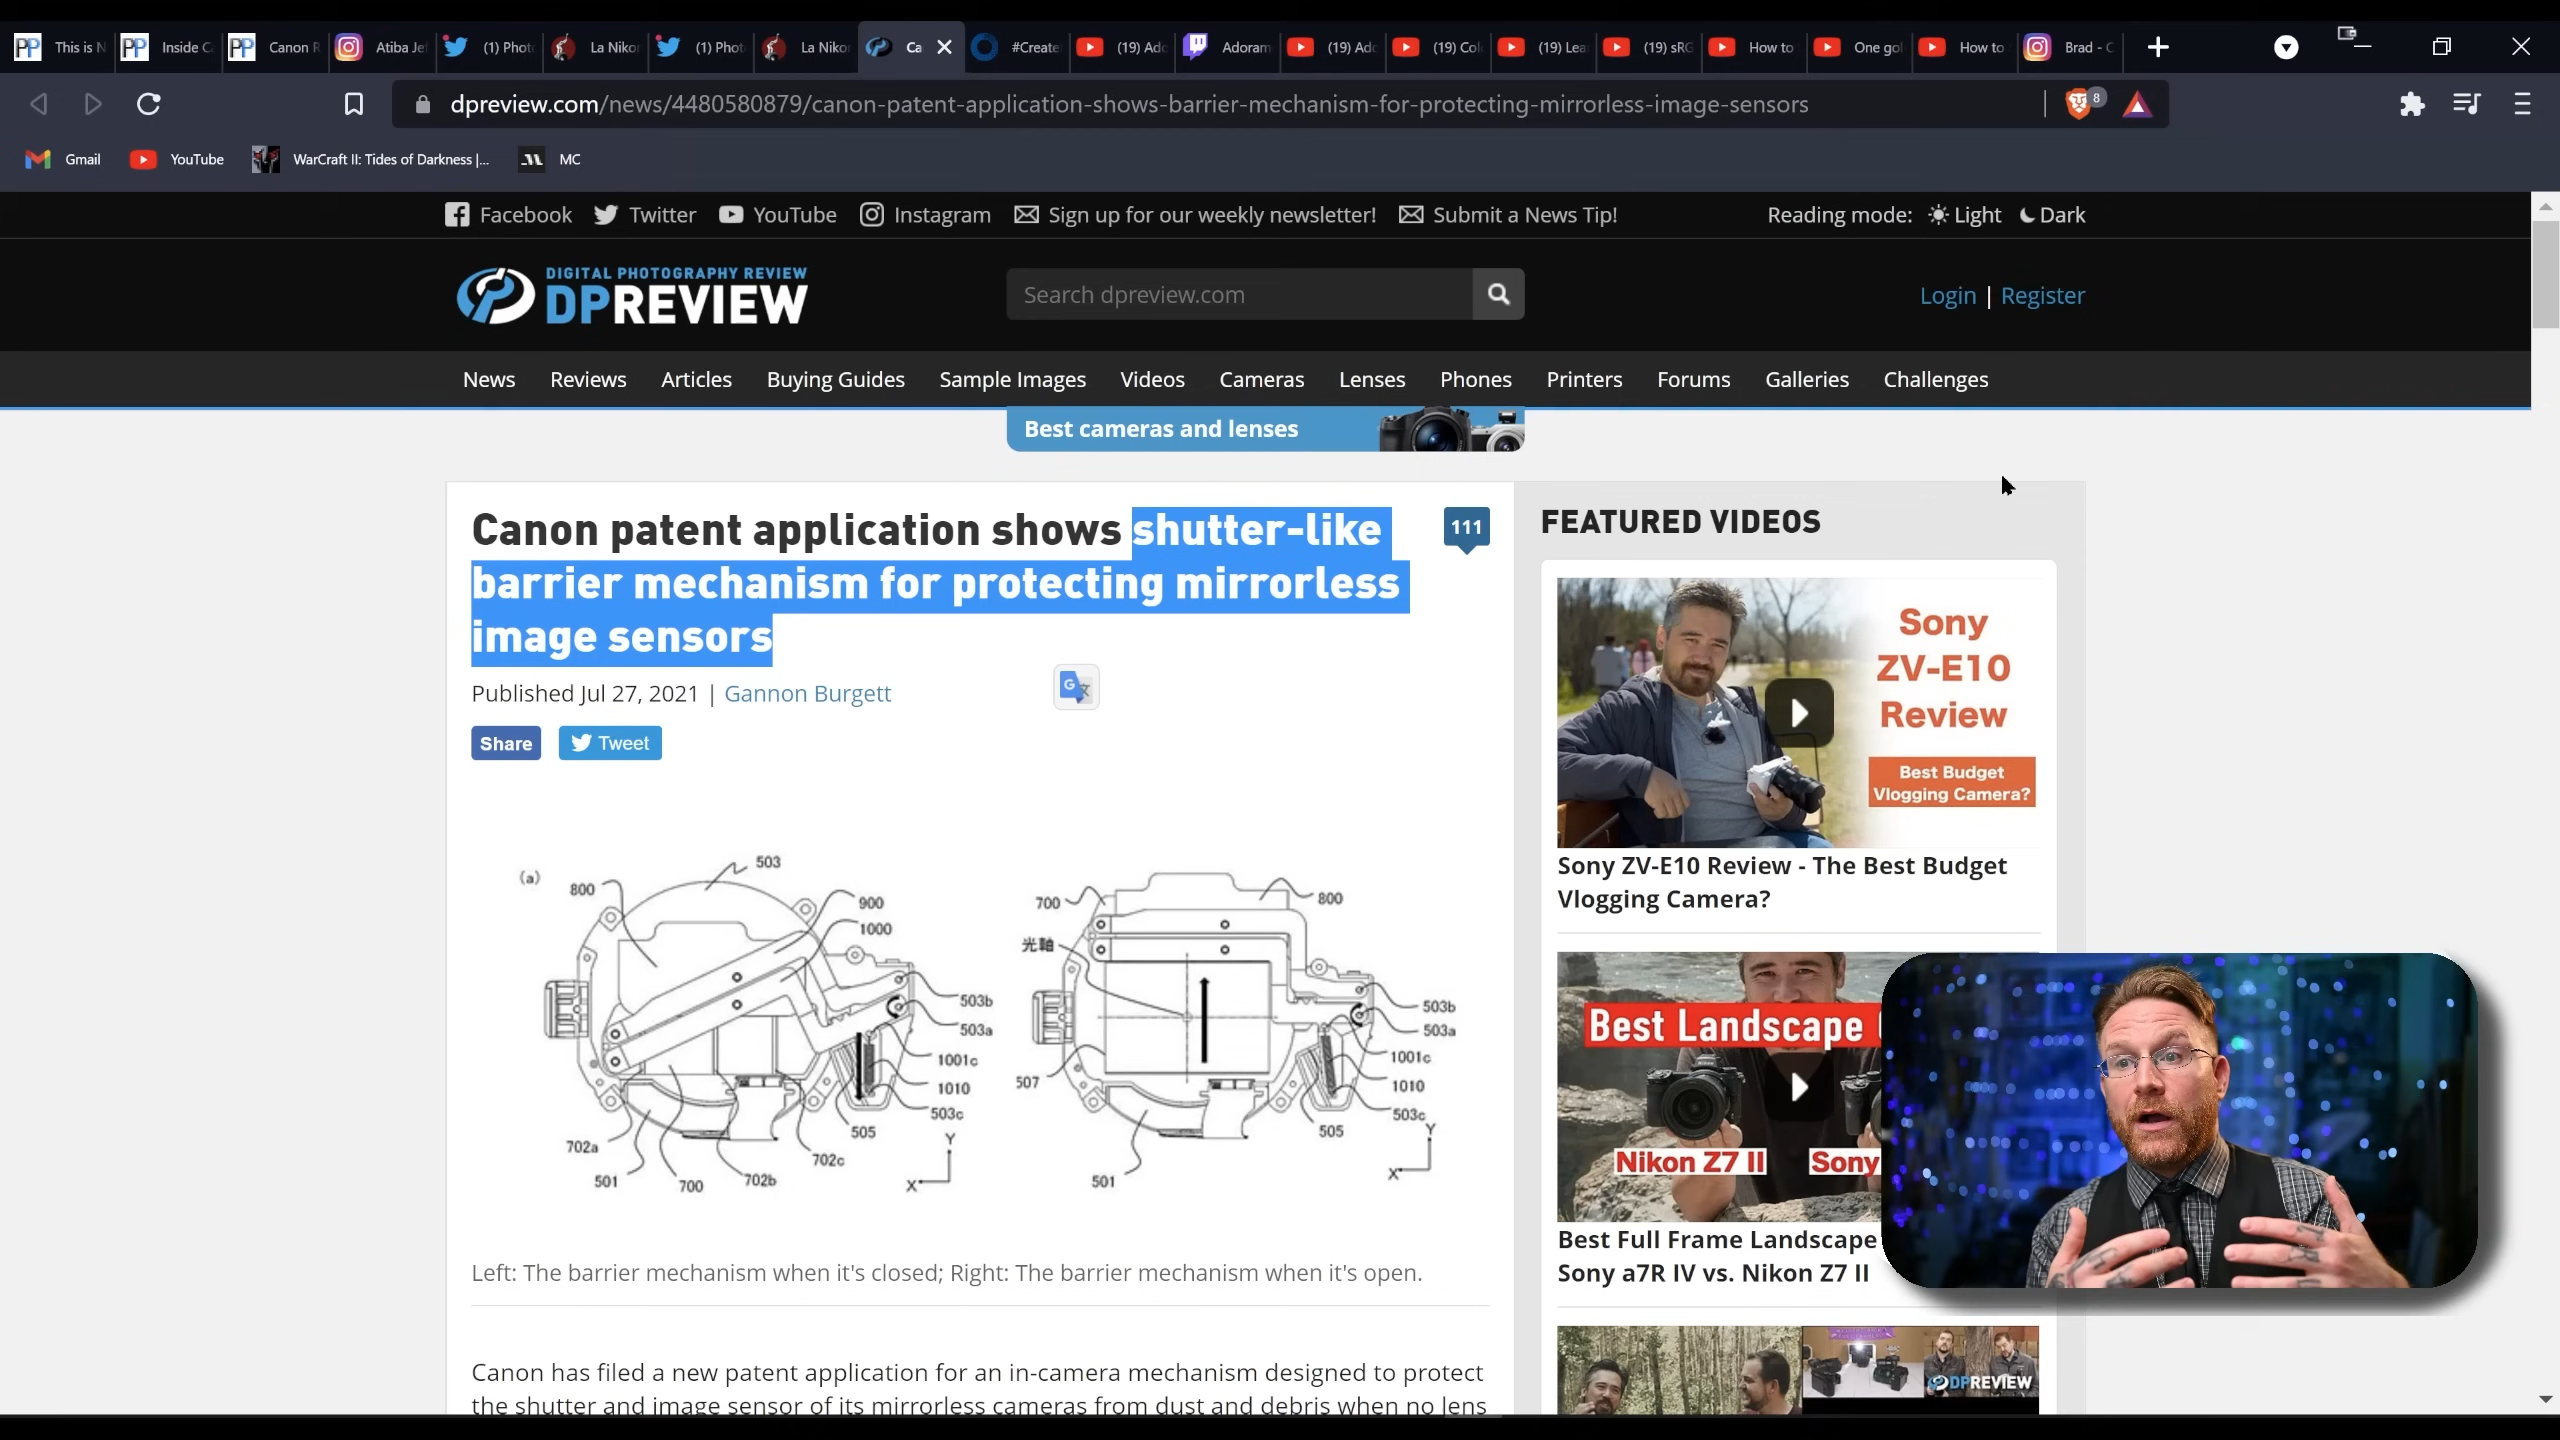 This is N
Inside C
Canon R
Atiba Je
(1) Phot
La Niko
(1) Phot
La Niko
Ca
#Create
(19) Ado
Adoram
(19) Ado
(19) Col
(19) Lea
(19) sRG
How to
One gol
How to
Brad - C
dpreview.com/news/4480580879/canon-patent-application-shows-barrier-mechanism-for-protecting-mirrorless-image-sensors
8
Gmail
YouTube
WarCraft II: Tides of Darkness |...
MC
Facebook
Twitter
YouTube
Instagram
Sign up for our weekly newsletter!
Submit a News Tip!
Reading mode:
Light
Dark
DIGITAL PHOTOGRAPHY REVIEW
DPREVIEW
Search dpreview.com
Login | Register
News
Reviews
Articles
Buying Guides
Sample Images
Videos
Cameras
Lenses
Phones
Printers
Forums
Galleries
Challenges
Best cameras and lenses
Canon patent application shows shutter-like
barrier mechanism for protecting mirrorless
image sensors
111
Published Jul 27, 2021 | Gannon Burgett
Share
Tweet
(a)
503
800
900
1000
503b
503a
1001c
1010
503c
505
702a
501
700
702b
702c
Y
X
700
800
光軸
503b
503a
1001c
1010
503c
505
507
501
Y
X
Left: The barrier mechanism when it's closed; Right: The barrier mechanism when it's open.
Canon has filed a new patent application for an in-camera mechanism designed to protect
the shutter and image sensor of its mirrorless cameras from dust and debris when no lens
FEATURED VIDEOS
Sony
ZV-E10
Review
Best Budget
Vlogging Camera?
Sony ZV-E10 Review - The Best Budget
Vlogging Camera?
Best Landscape
Nikon Z7 II
Sony
Best Full Frame Landscape
Sony a7R IV vs. Nikon Z7 II
DPREVIEW